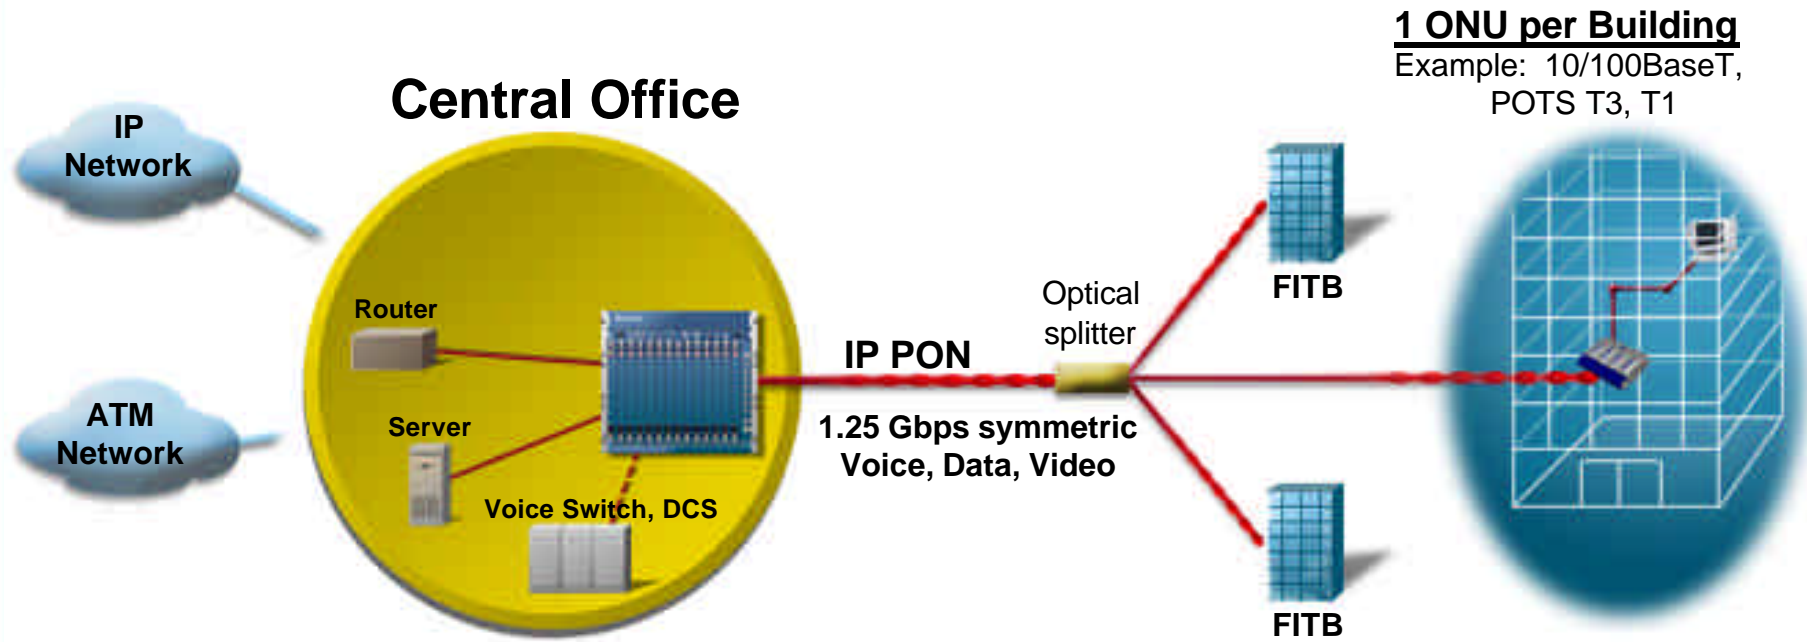 1 ONU per Building
Example: 10/100BaseT,
POTS T3, T1
Central Office
IP
Network
Router
Server
Voice Switch, DCS
ATM
Network
IP PON
1.25 Gbps symmetric
Voice, Data, Video
Optical
splitter
FITB
FITB